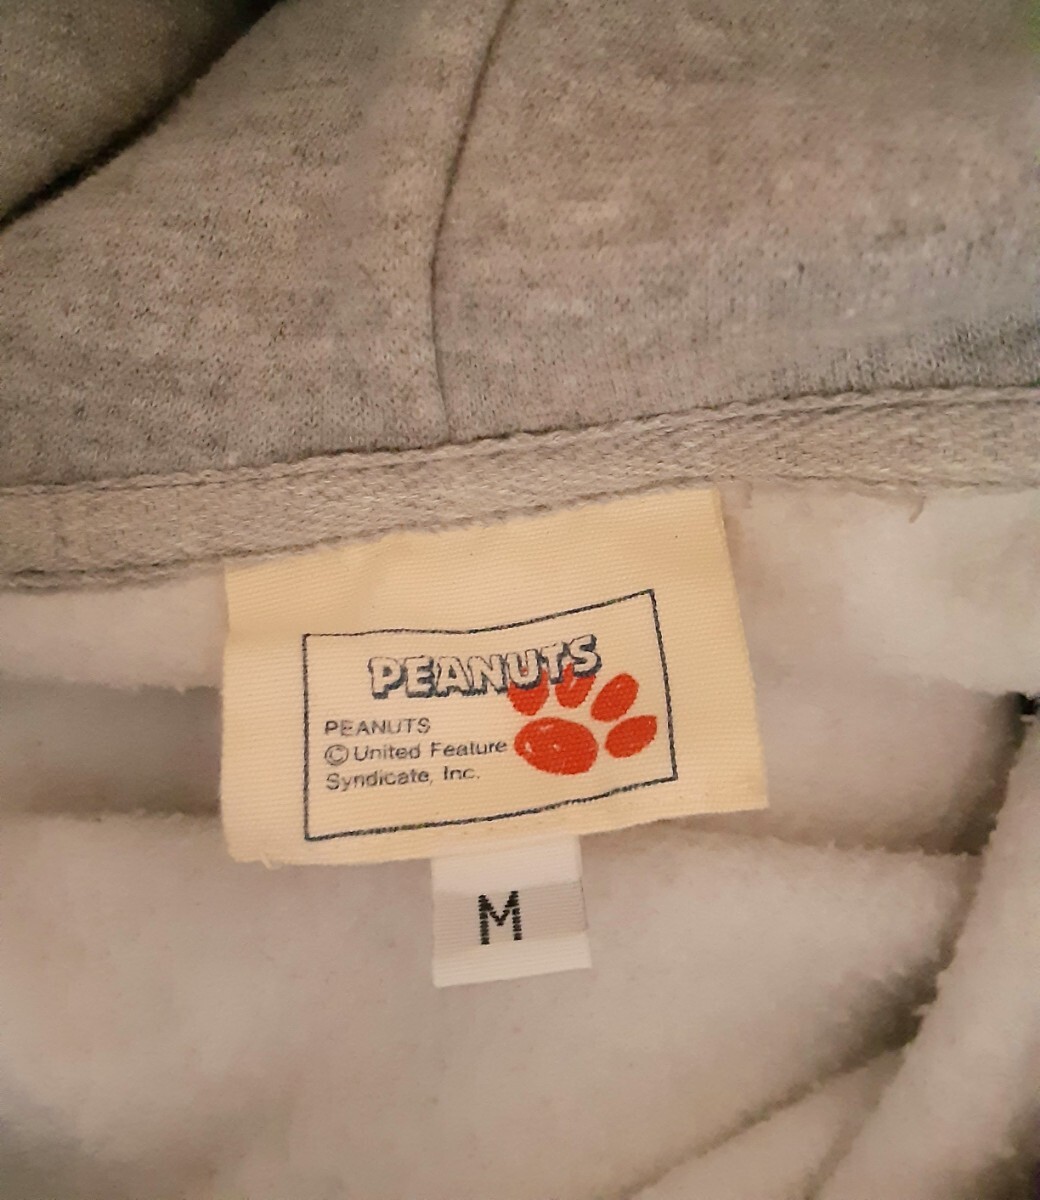 PEANUTS
PEANUTS
© United Feature
Syndicate, Inc.
M